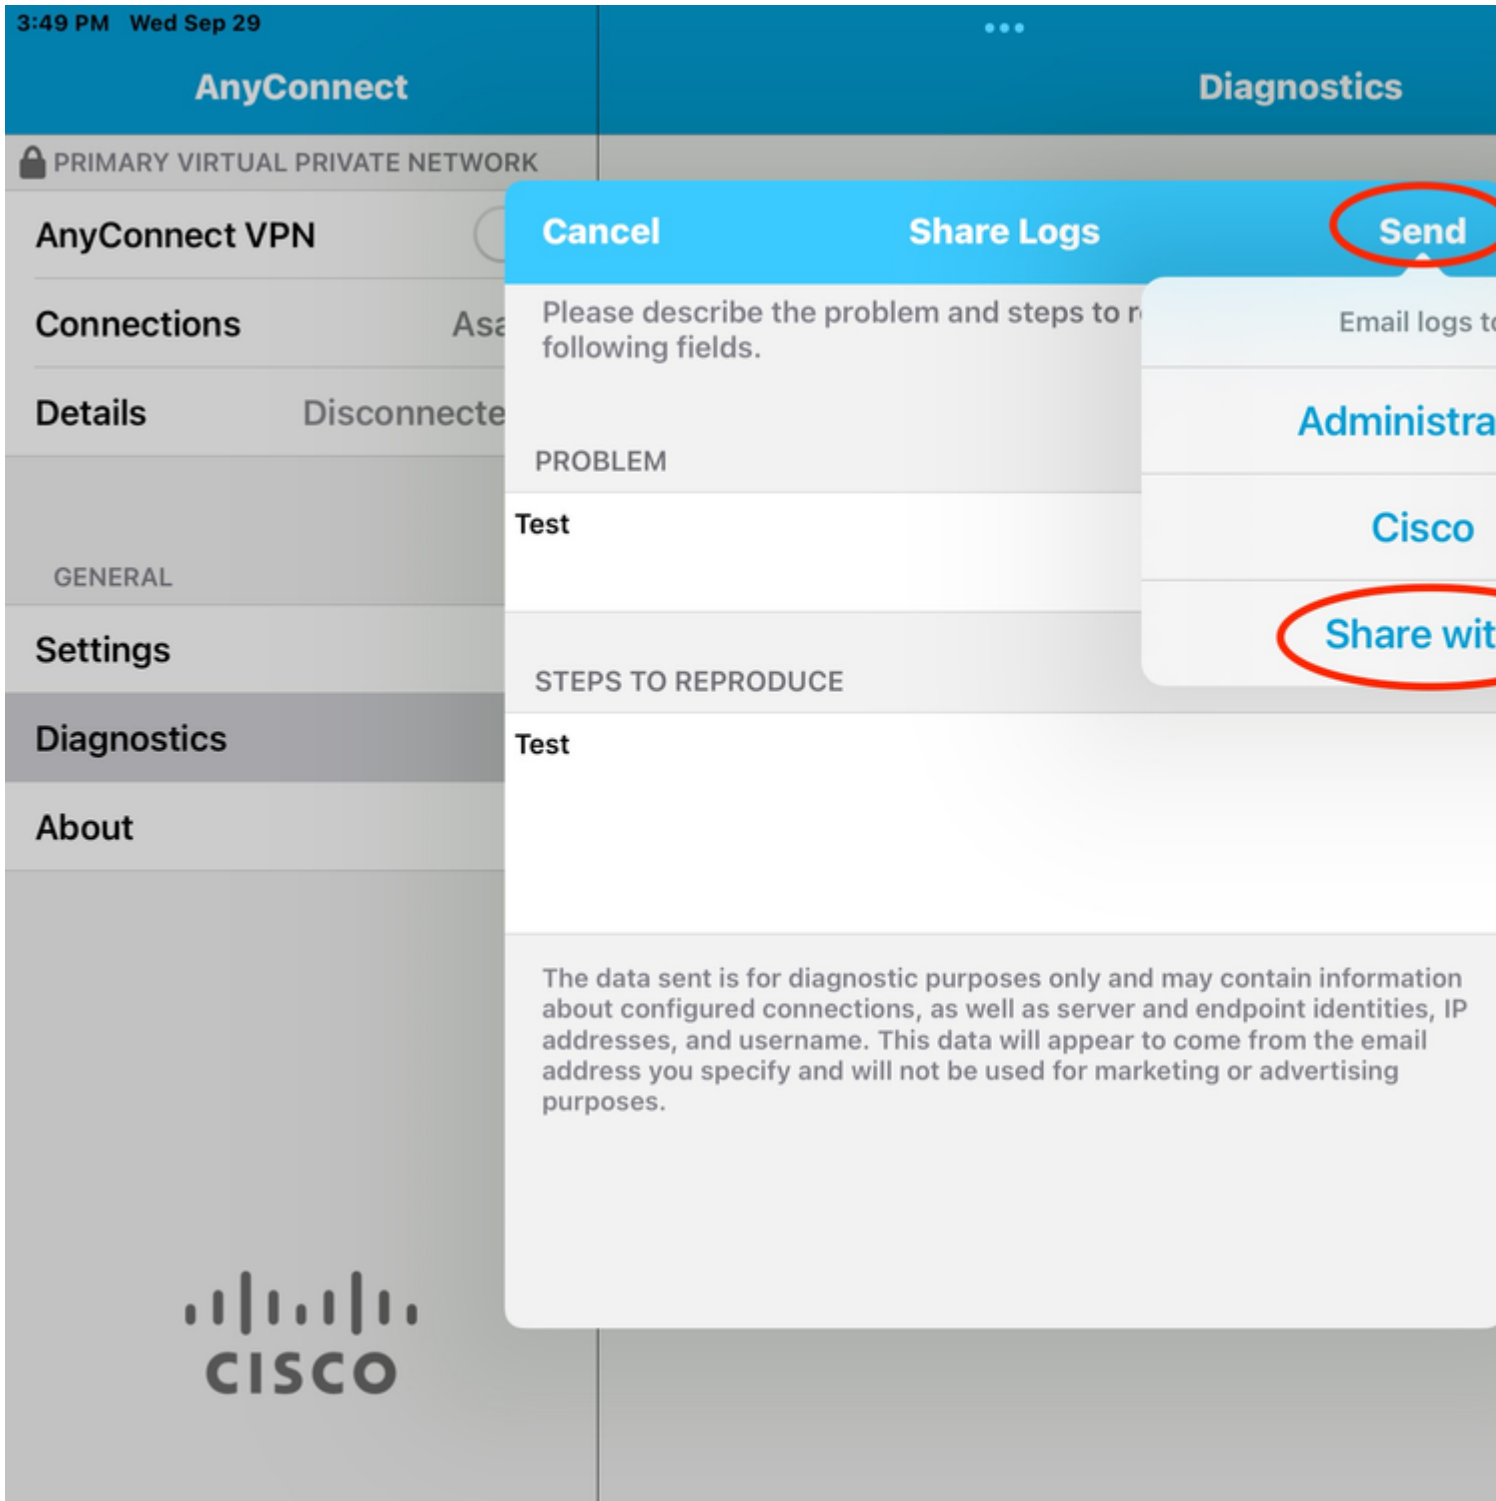 3:49 PM Wed Sep 29
AnyConnect
Diagnostics
PRIMARY VIRTUAL PRIVATE NETWORK
AnyConnect VPN
Connections
Details
GENERAL
Settings
Diagnostics
About
CISCO
Cancel
Share Logs
Send
Please describe the problem and steps to
following fields.
PROBLEM
Test
STEPS TO REPRODUCE
Test
The data sent is for diagnostic purposes only and may contain information
about configured connections, as well as server and endpoint identities, IP
addresses, and username. This data will appear to come from the email
address you specify and will not be used for marketing or advertising
purposes.
Email logs
Cisco
Share